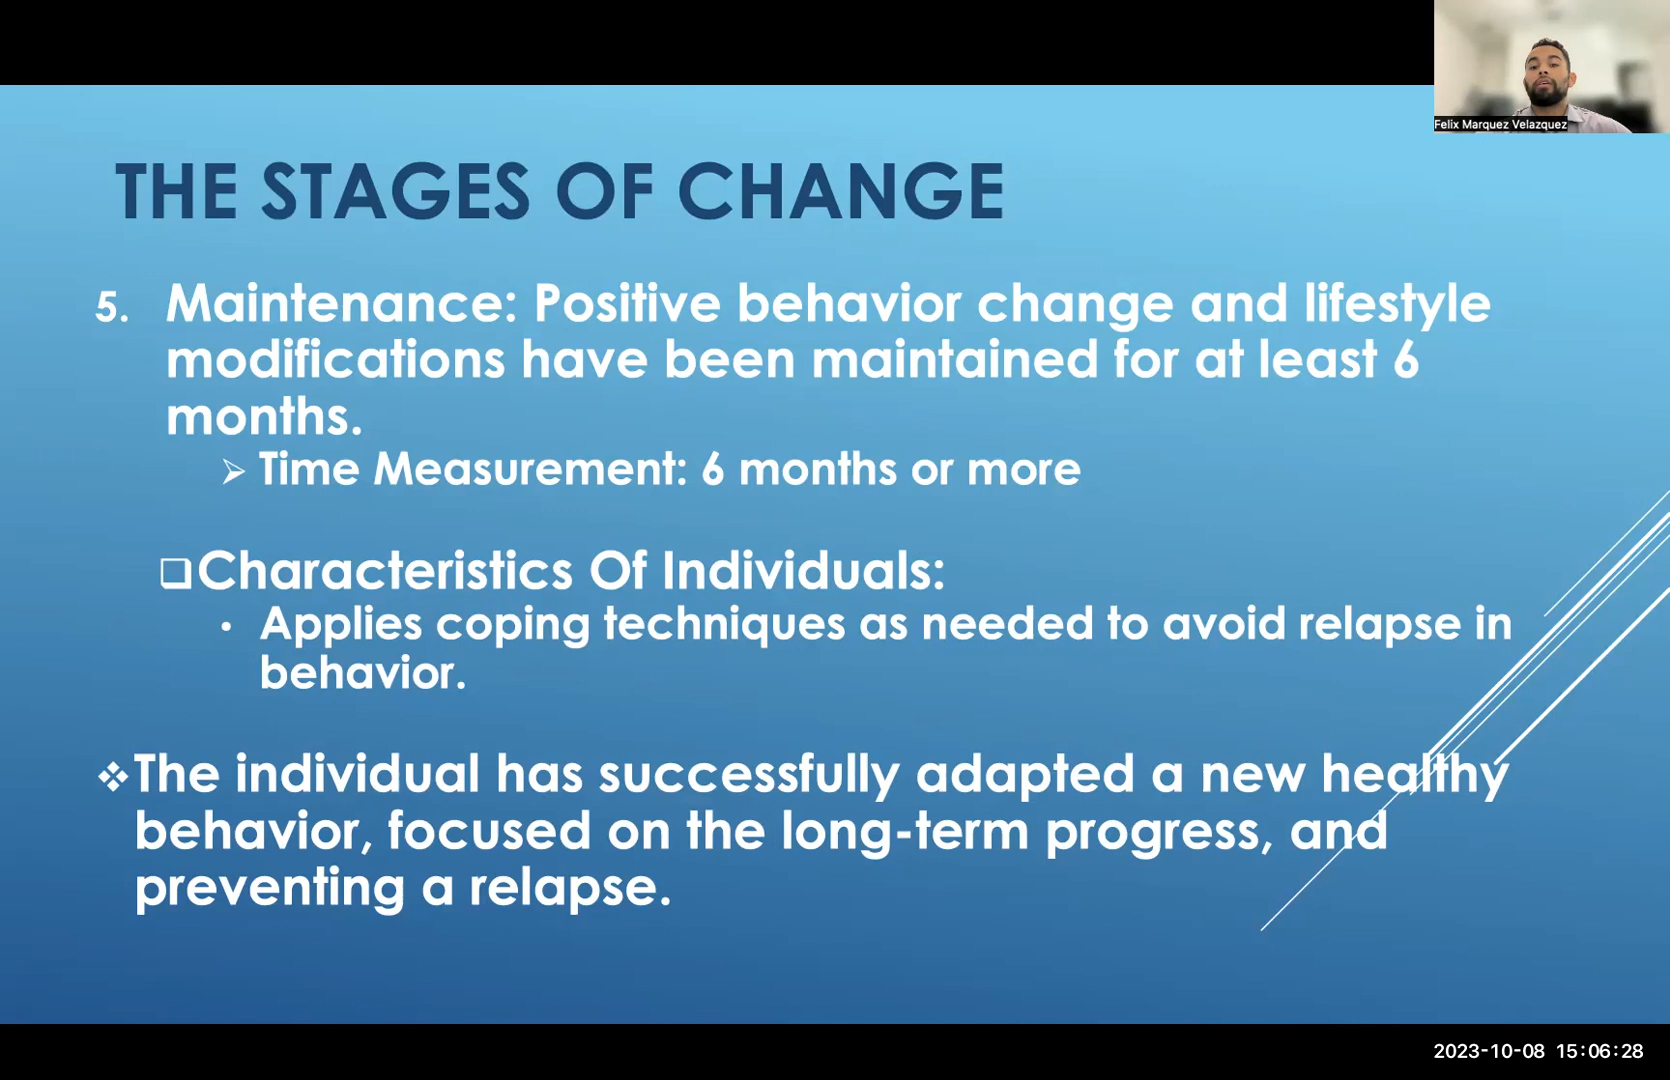 Felix Marquez Velazquez
THE STAGES OF CHANGE
5. Maintenance: Positive behavior change and lifestyle
modifications have been maintained for at least 6
months.
➢ Time Measurement: 6 months or more
❑Characteristics Of Individuals:
• Applies coping techniques as needed to avoid relapse in
behavior.
❖The individual has successfully adapted a new healthy
behavior, focused on the long-term progress, and
preventing a relapse.
2023-10-08 15:06:28